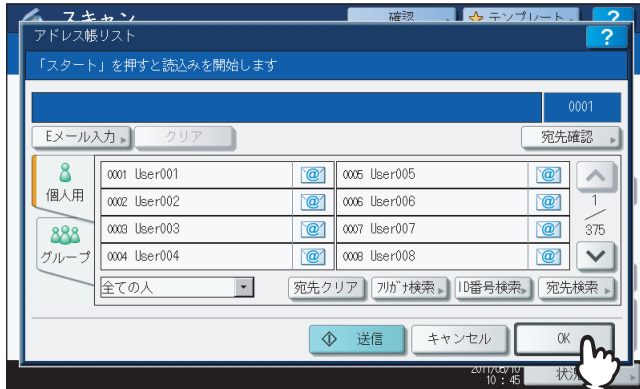 スキャン 確認 テンプレート ?
アドレス帳リスト ?
「スタート」を押すと読込みを開始します
0001
Eメール入力 クリア 宛先確認
個人用
グループ
0001 User001 @ 0005 User005 @
0002 User002 @ 0006 User006 @ 1
0003 User003 @ 0007 User007 @ 375
0004 User004 @ 0008 User008 @
全ての人 宛先クリア フリガナ検索 ID番号検索 宛先検索
送信 キャンセル OK
10:45 状況